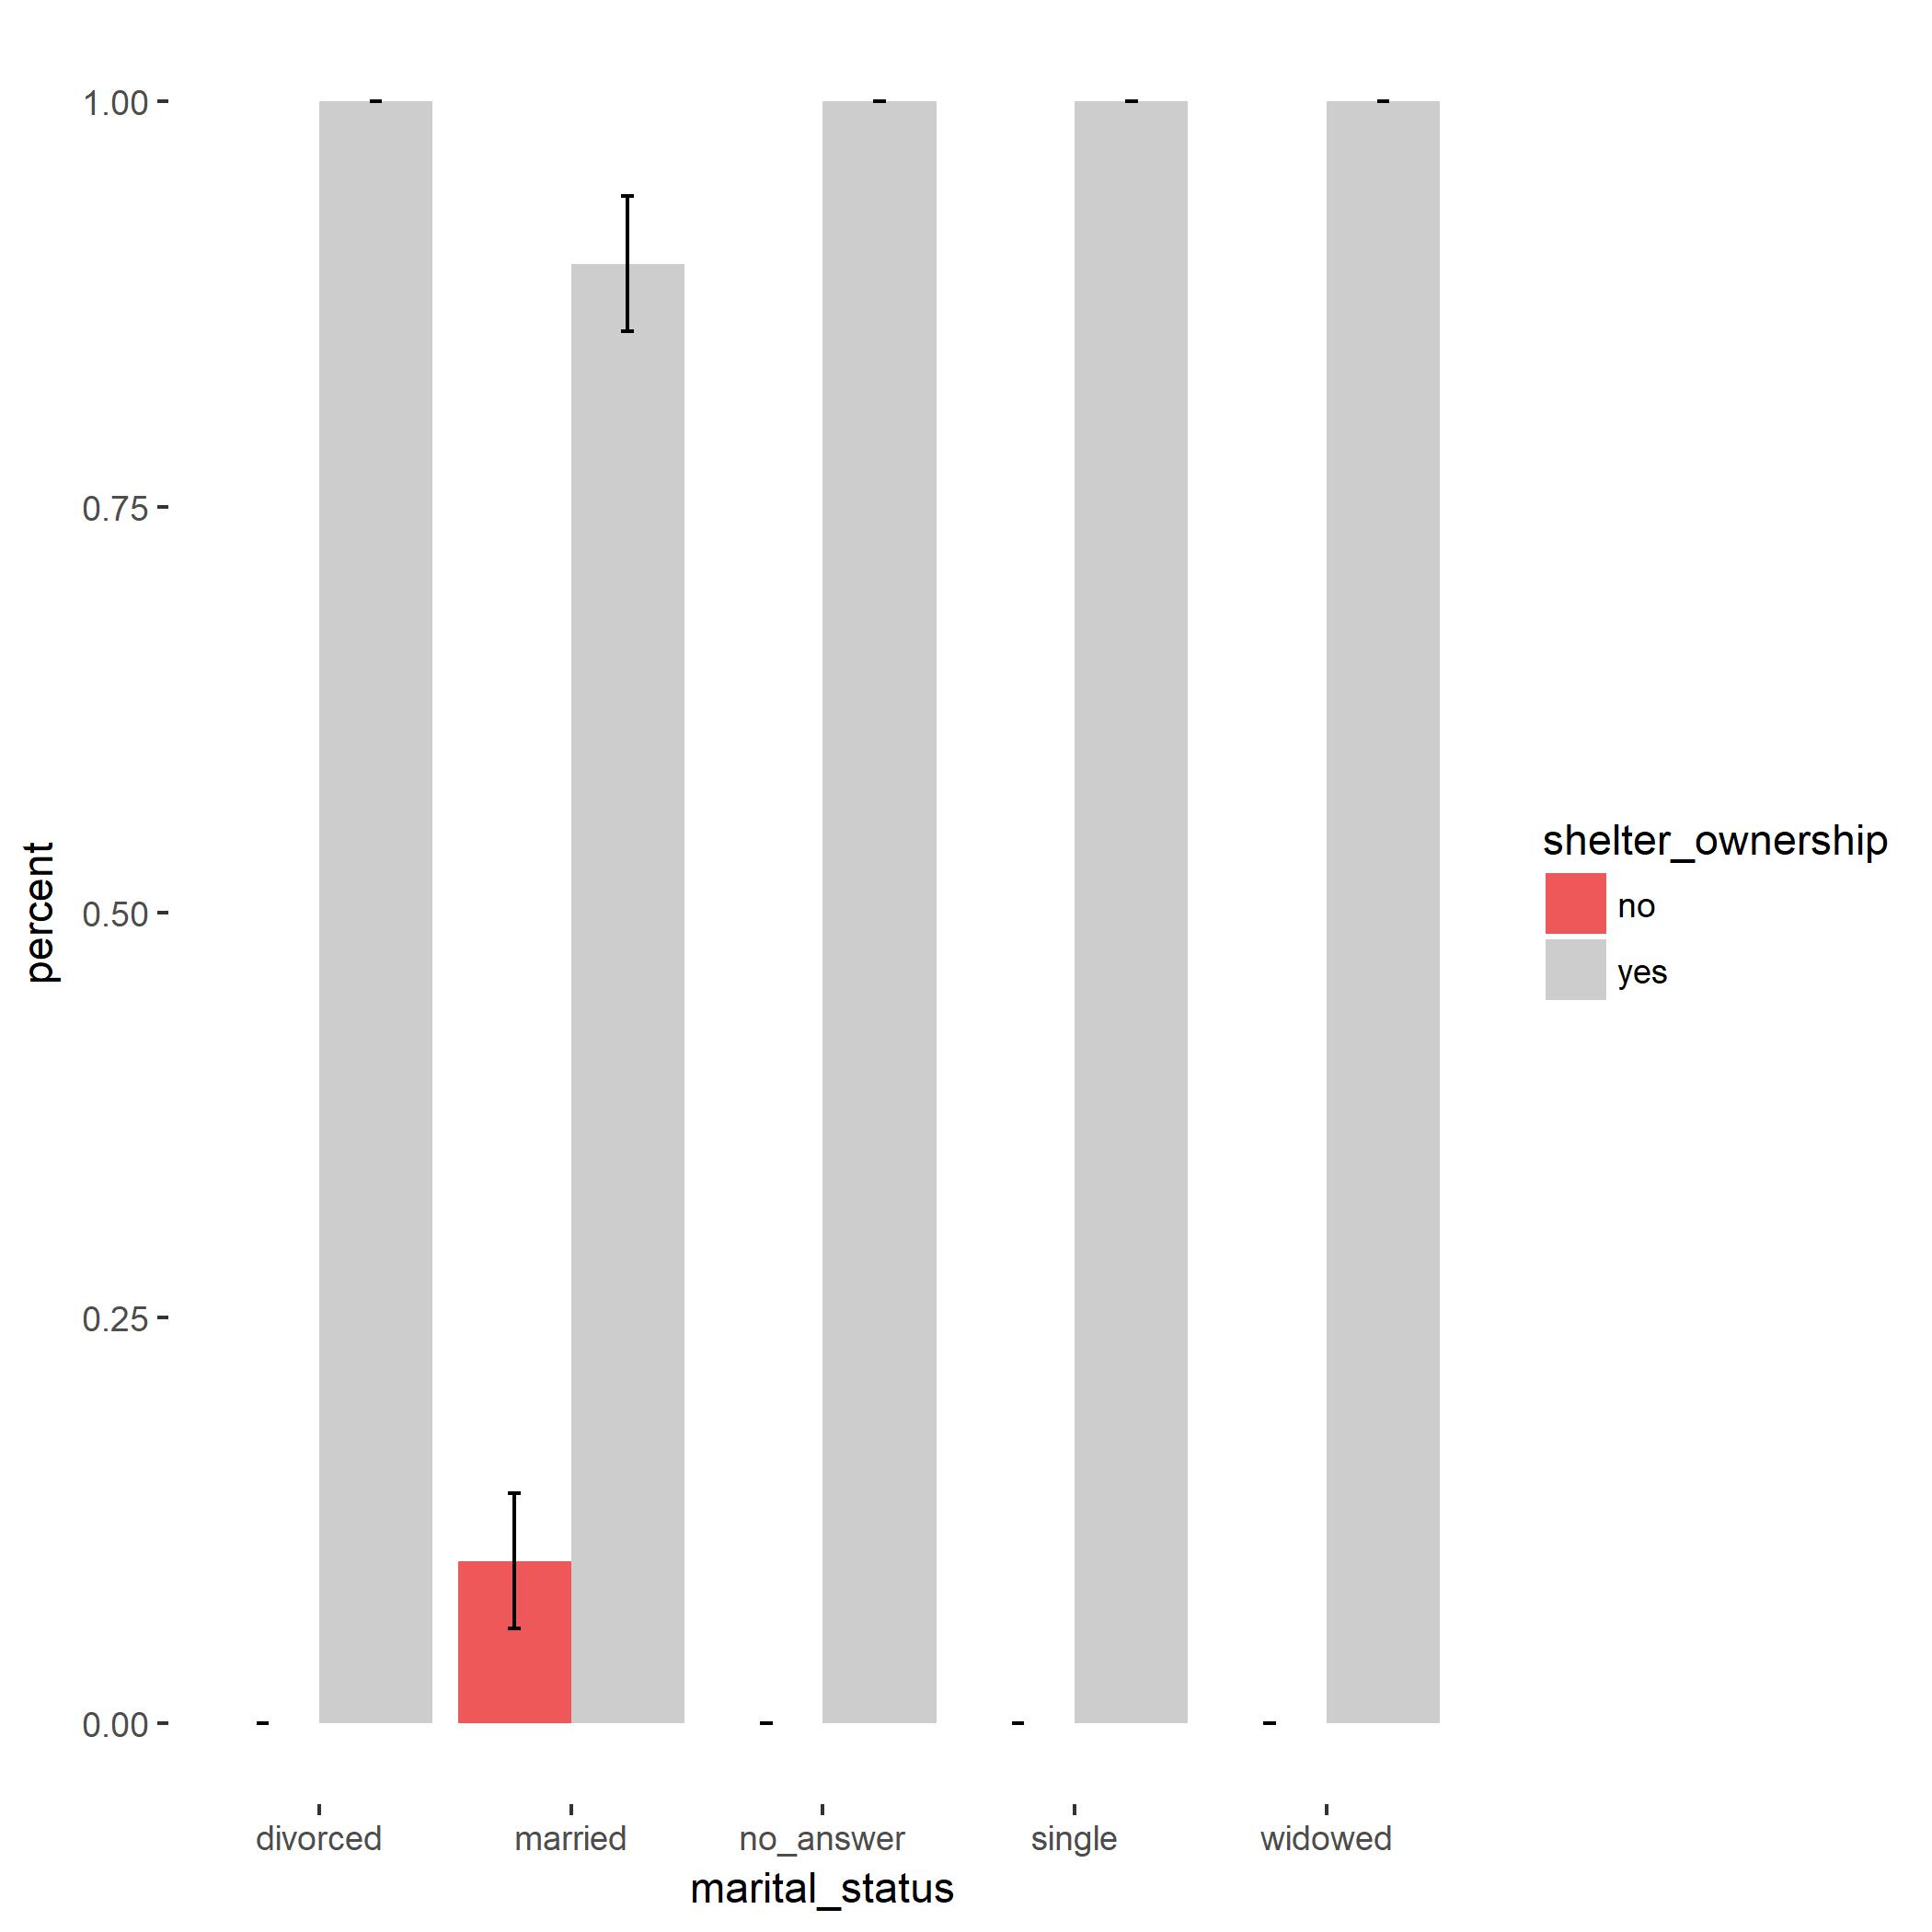 1.00
0.75
0.50
0.25
0.00
percent
divorced
married
no_answer
single
widowed
marital_status
shelter_ownership
no
yes